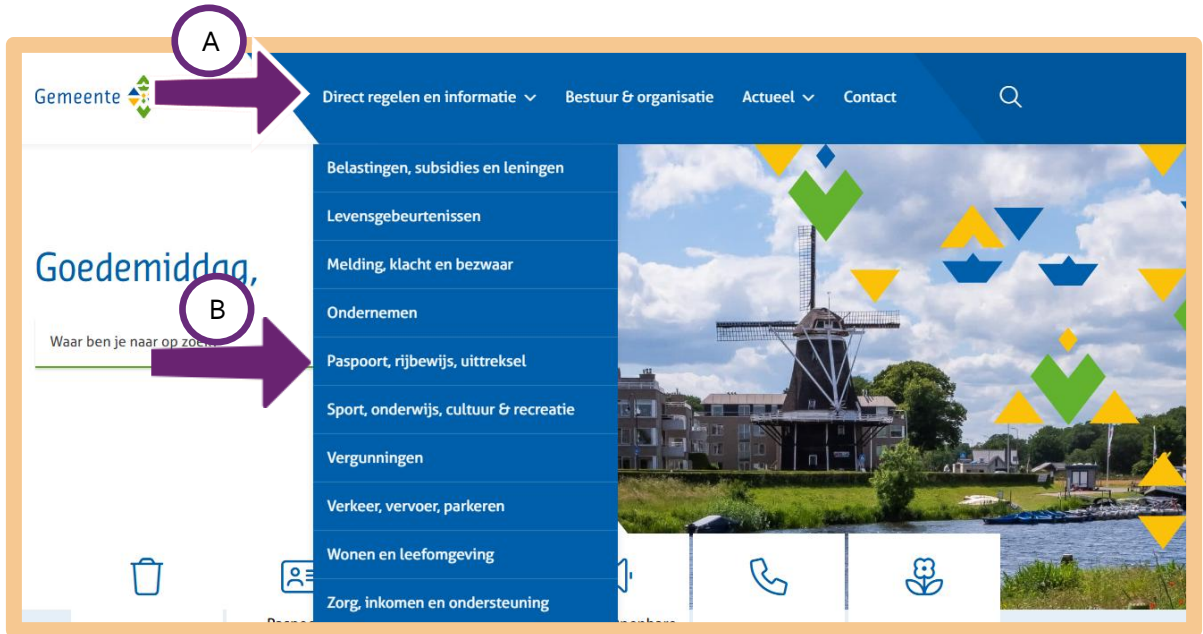 A
Gemeente
Direct regelen en informatie
Bestuur & organisatie
Actueel
Contact
Belastingen, subsidies en leningen
Levensgebeurtenissen
Goedemiddag,
Melding, klacht en bezwaar
B
Ondernemen
Waar ben je naar op
Paspoort, rijbewijs, uittreksel
Sport, onderwijs, cultuur & recreatie
Vergunningen
Verkeer, vervoer, parkeren
Wonen en leefomgeving
Zorg, inkomen en ondersteuning